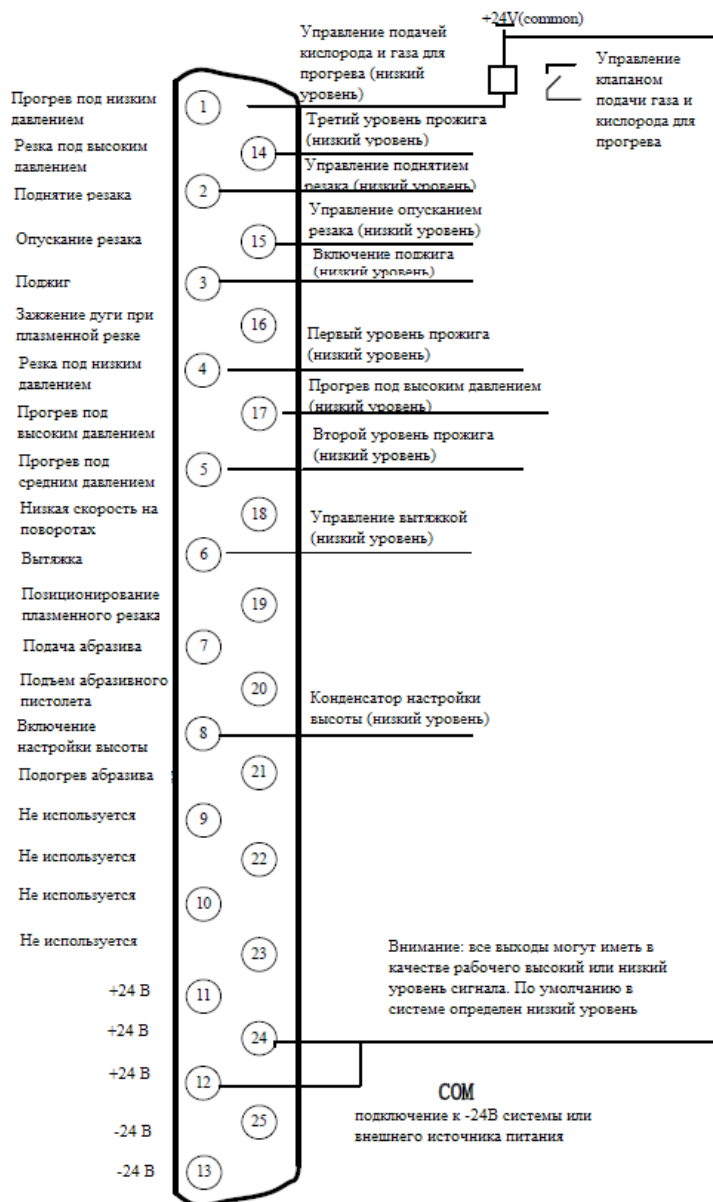 +24V(common)
Управление подачей
кислорода и газа для
прогрева (низкий
уровень)
Управление
клапаном
подачи газа и
кислорода для
прогрева
Прогрев под низким
давлением
1
Третий уровень прожига
(низкий уровень)
Резка под высоким
давлением
14
Управление поднятием
резака (низкий уровень)
Поднятие резака
2
Управление опусканием
резака (низкий уровень)
Опускание резака
15
Включение поджига
(низкий уровень)
Поджиг
3
Зажжение дуги при
плазменной резке
16
Первый уровень прожига
(низкий уровень)
Резка под низким
давлением
4
Прогрев под высоким давлением
(низкий уровень)
Прогрев под
высоким давлением
17
Второй уровень прожига
(низкий уровень)
Прогрев под
средним давлением
5
Низкая скорость на
поворотах
18
Управление вытяжкой
(низкий уровень)
Вытяжка
6
Позиционирование
плазменного резака
19
Подача абразива
7
Подъем абразивного
пистолета
20
Конденсатор настройки
высоты (низкий уровень)
Включение
настройки высоты
8
Подогрев абразива
21
Не используется
9
Не используется
22
Не используется
10
Не используется
23
Внимание: все выходы могут иметь в
качестве рабочего высокий или низкий
уровень сигнала. По умолчанию в
системе определен низкий уровень
+24 В
11
+24 В
24
+24 В
12
COM
подключение к -24В системы или
внешнего источника питания
-24 В
25
-24 В
13